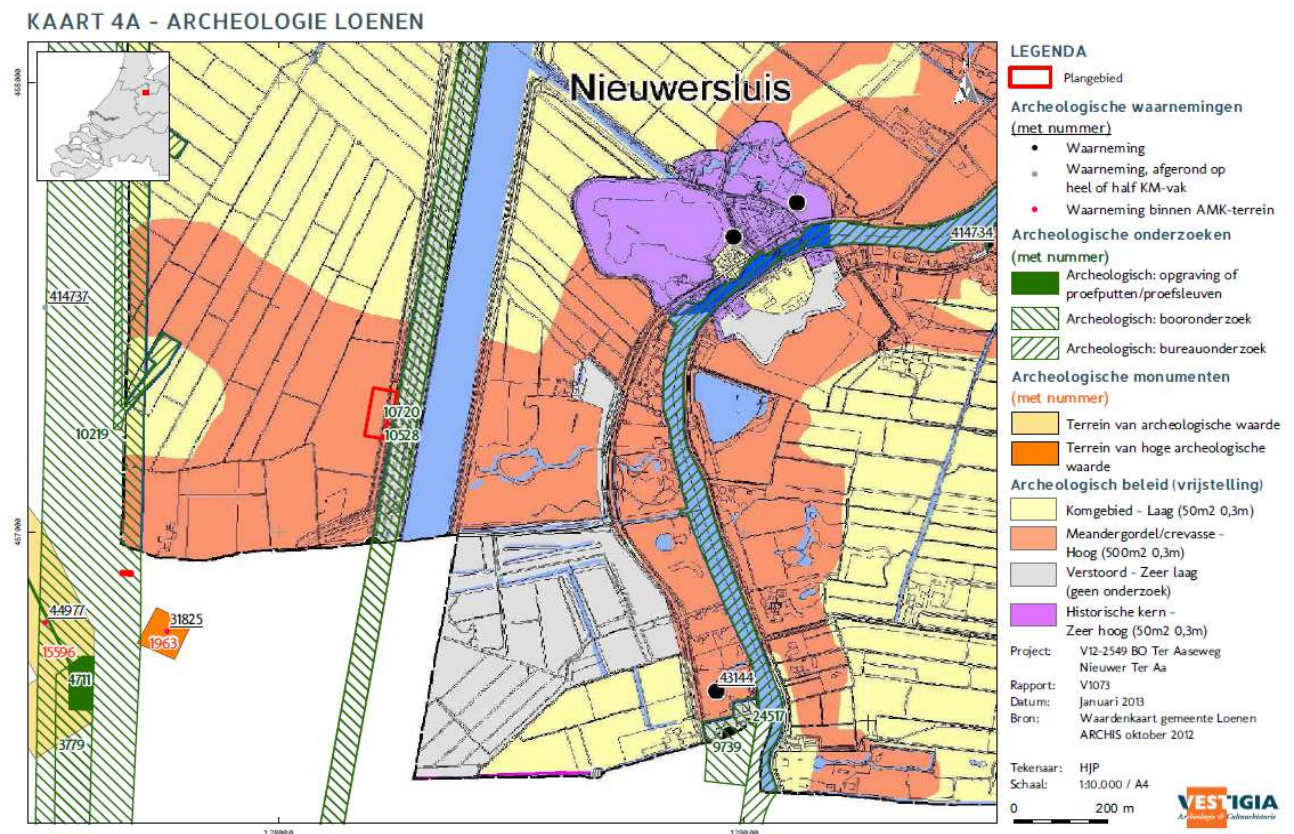 KAART 4A - ARCHEOLOGIE LOENEN
Nieuwersluis
468000
467000
128000
129000
414737
414734
10720
10528
10219
44977
15596
4711
3779
31825
1963
43144
24517
9739
LEGENDA
Plangebied
Archeologische waarnemingen
(met nummer)
Waarneming
Waarneming, afgerond op
heel of half KM-vak
Waarneming binnen AMK-terrein
Archeologische onderzoeken
(met nummer)
Archeologisch: opgraving of
proefputten/proefsleuven
Archeologisch: booronderzoek
Archeologisch: bureauonderzoek
Archeologische monumenten
(met nummer)
Terrein van archeologische waarde
Terrein van hoge archeologische
waarde
Archeologisch beleid (vrijstelling)
Komgebied - Laag (50m2 0,3m)
Meandergordel/crevasse -
Hoog (500m2 0,3m)
Verstoord - Zeer laag
(geen onderzoek)
Historische kern -
Zeer hoog (50m2 0,3m)
Project: V12-2549 BO Ter Aaseweg
Nieuwer Ter Aa
Rapport: V1073
Datum: Januari 2013
Bron: Waardenkaart gemeente Loenen
ARCHIS oktober 2012
Tekenaar: HJP
Schaal: 1:10.000 / A4
0 200 m
VESTIGIA
Archeologie & Cultuurhistorie